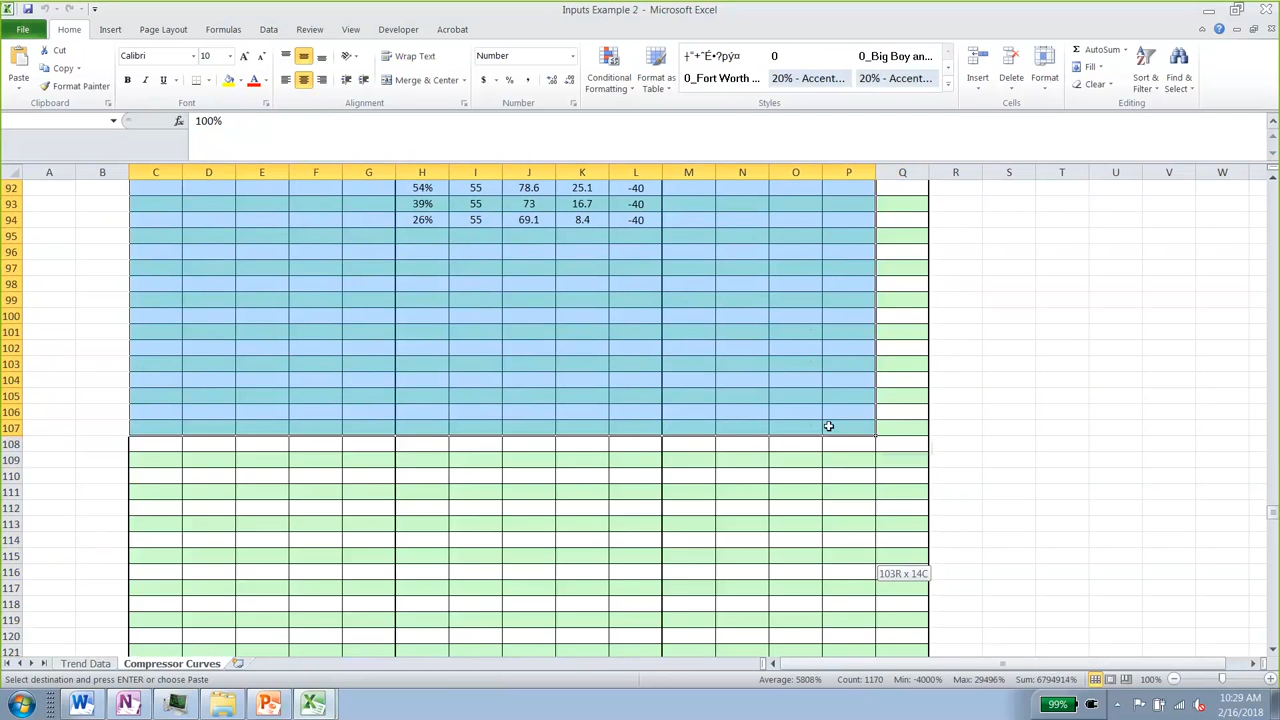 Inputs Example 2 - Microsoft Excel
File Home Insert Page Layout Formulas Data Review View Developer Acrobat
Paste
Cut
Copy
Format Painter
Clipboard
Calibri 10
B I U
Font
Wrap Text
Merge & Center
Alignment
Number
$ % ,
Number
Conditional Formatting
Format as Table
0 0_Big Boy an...
0_Fort Worth ... 20% - Accent... 20% - Accent...
Styles
Insert Delete Format
Cells
AutoSum
Fill
Clear
Sort & Filter
Find & Select
Editing
fx 100%
A B C D E F G H I J K L M N O P Q R S T U V W
92 54% 55 78.6 25.1 -40
93 39% 55 73 16.7 -40
94 26% 55 69.1 8.4 -40
95
96
97
98
99
100
101
102
103
104
105
106
107
108
109
110
111
112
113
114
115
116 103R x 14C
117
118
119
120
121
Trend Data Compressor Curves
Select destination and press ENTER or choose Paste Average: 5808% Count: 1170 Min: -4000% Max: 29496% Sum: 6794914% 100%
99% 10:29 AM
2/16/2018